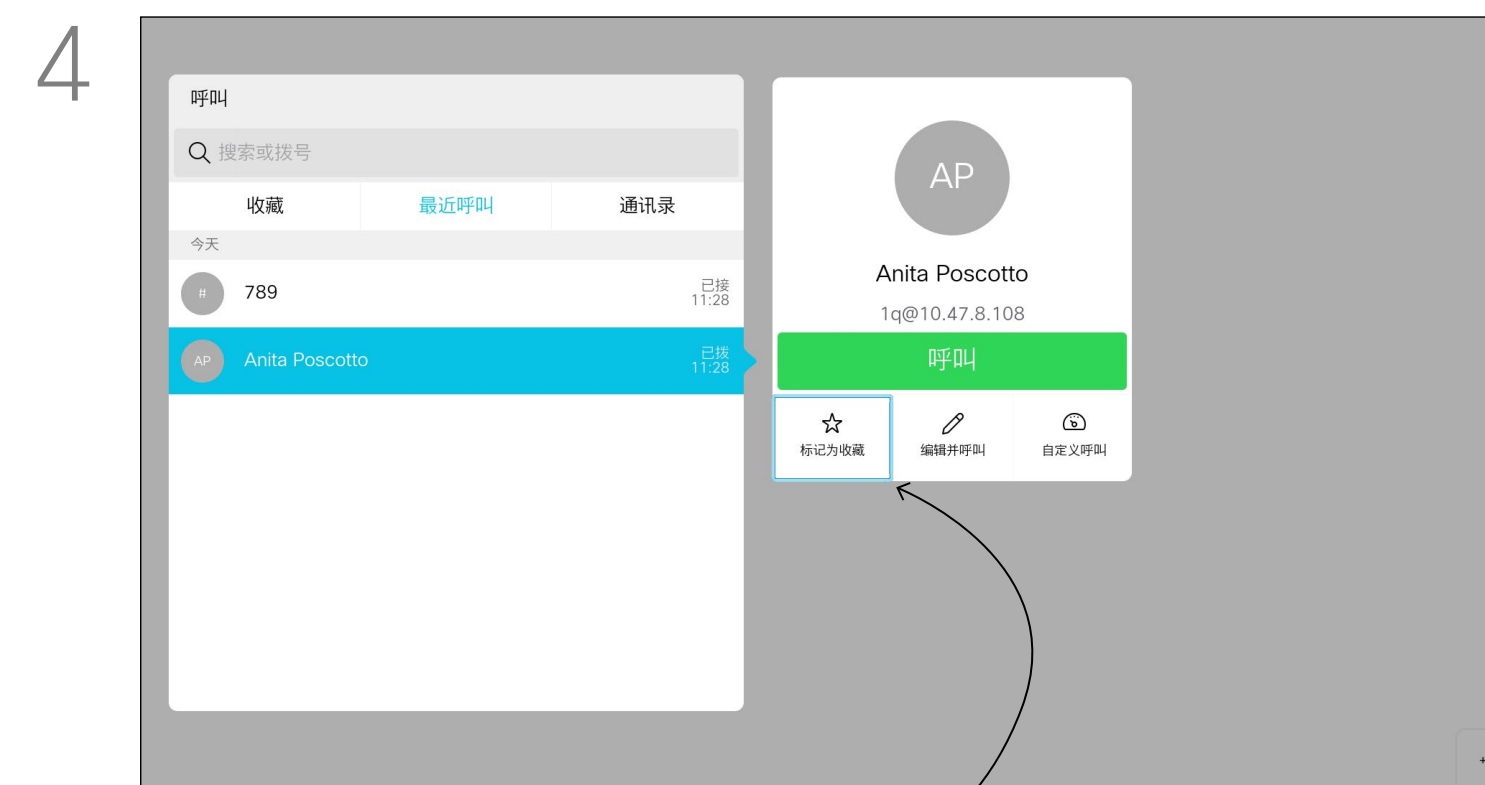 4
呼叫
搜索或拨号
收藏 最近呼叫 通讯录
今天
# 789 已接
11:28
AP Anita Poscotto 已拨
11:28
AP
Anita Poscotto
1q@10.47.8.108
呼叫
标记为收藏 编辑并呼叫 自定义呼叫
+